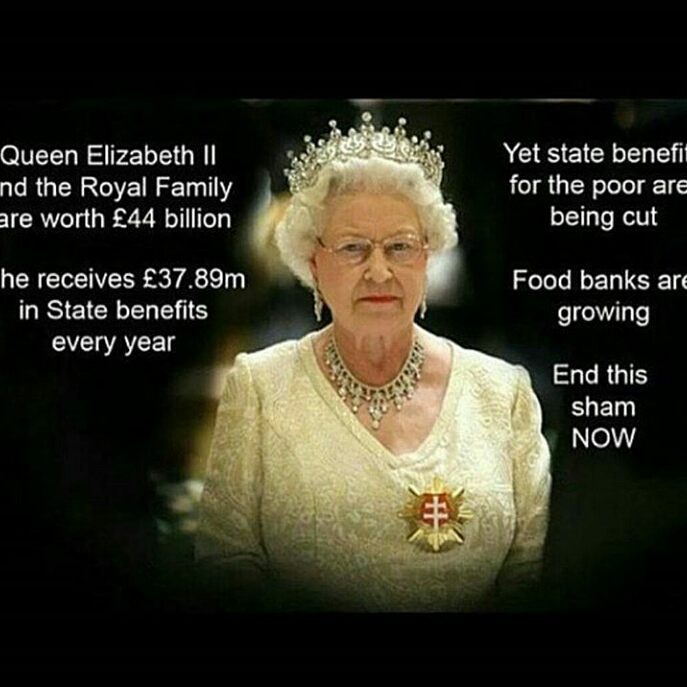 Queen Elizabeth II
nd the Royal Family
are worth £44 billion
he receives £37.89m
in State benefits
every year
Yet state benefit
for the poor are
being cut
Food banks are
growing
End this
sham
NOW